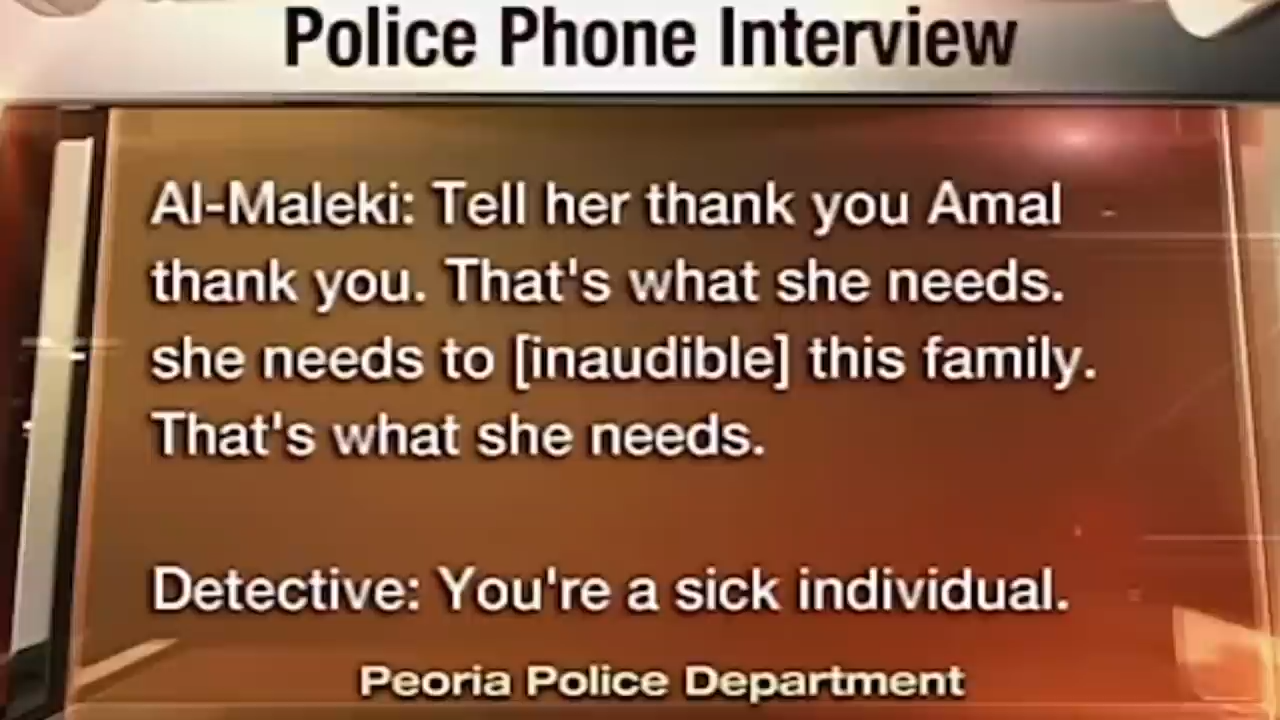 Police Phone Interview
Al-Maleki: Tell her thank you Amal
thank you. That's what she needs.
she needs to [inaudible] this family.
That's what she needs.
Detective: You're a sick individual.
Peoria Police Department